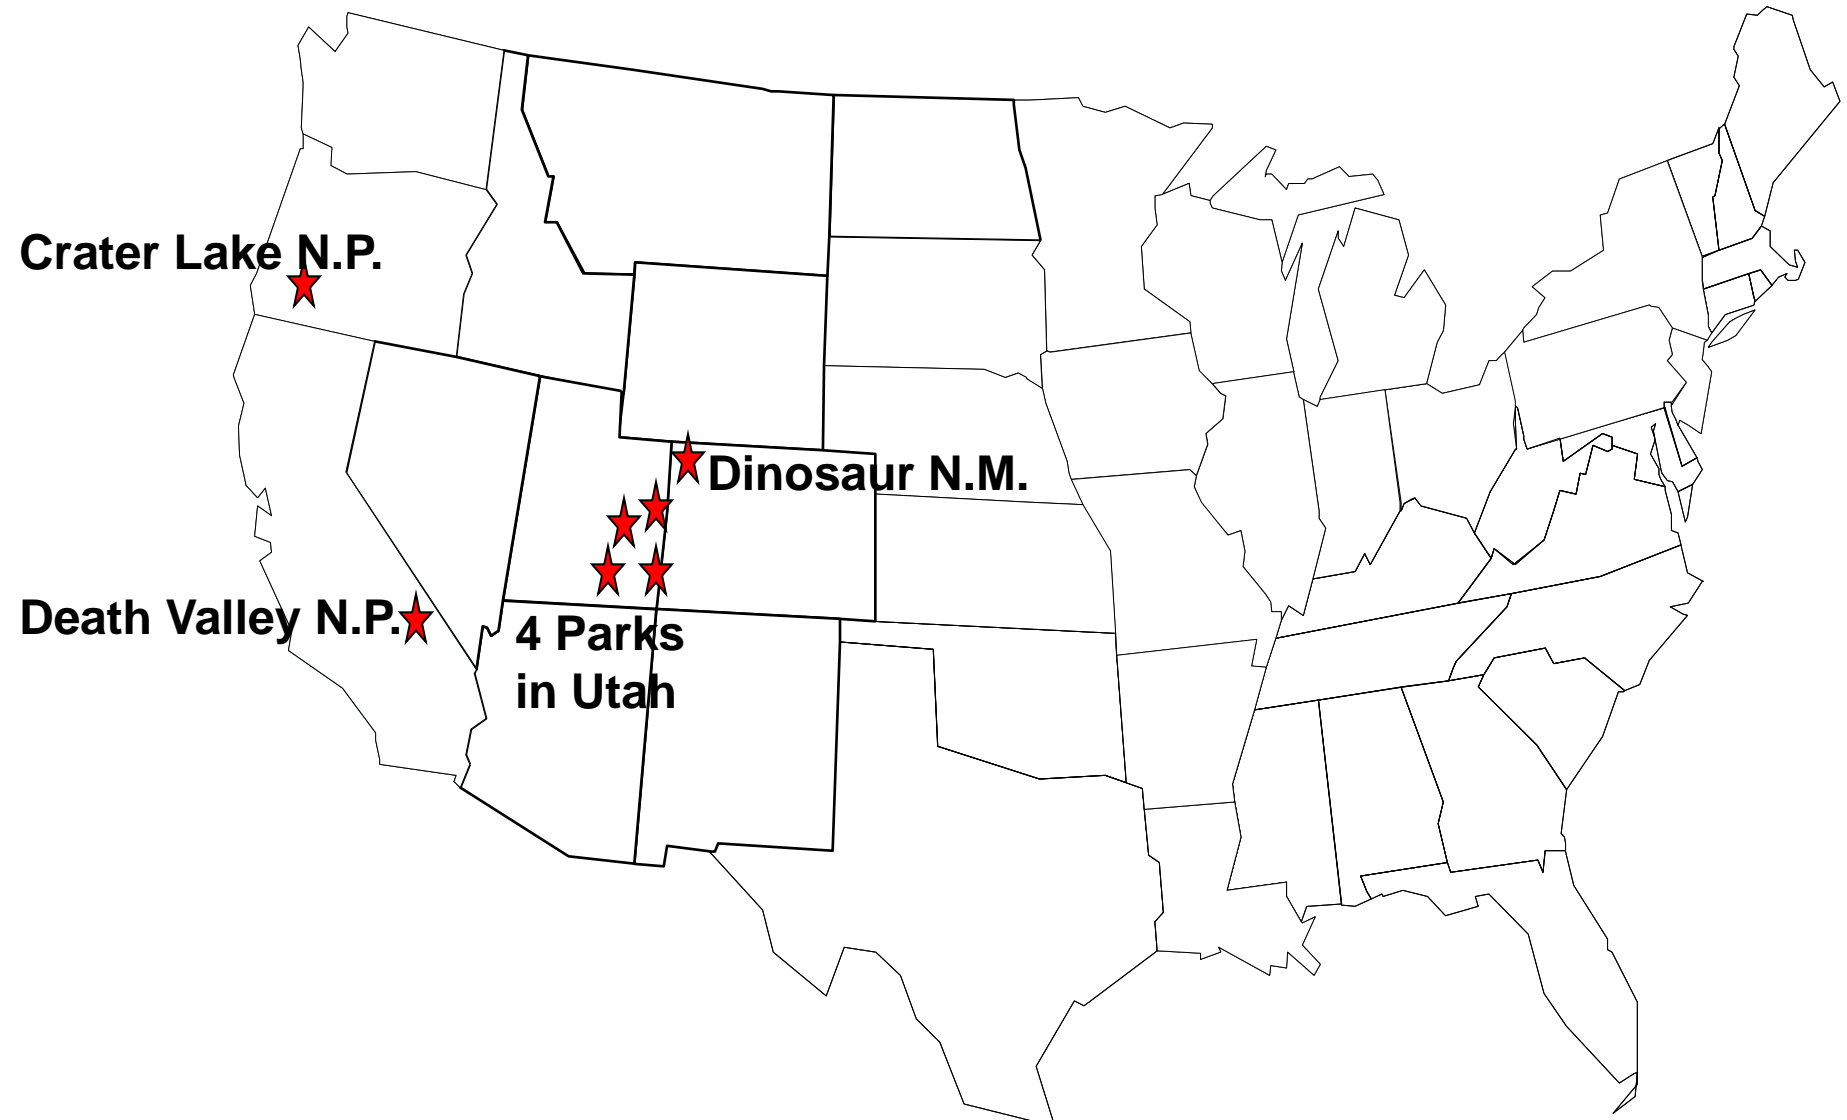 Crater Lake N.P.
Dinosaur N.M.
Death Valley N.P.
4 Parks
in Utah